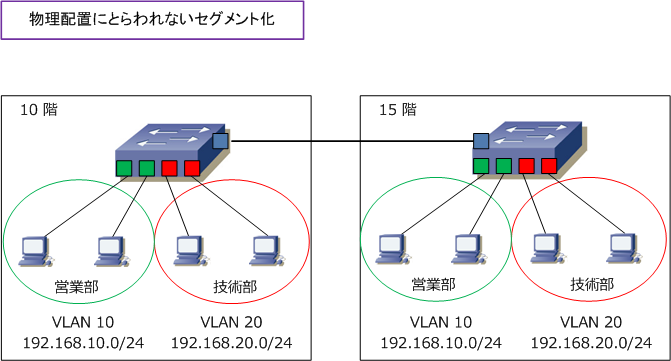 物理配置にとらわれないセグメント化
10 階
営業部
技術部
VLAN 10
VLAN 20
192.168.10.0/24
192.168.20.0/24
15 階
営業部
技術部
VLAN 10
VLAN 20
192.168.10.0/24
192.168.20.0/24